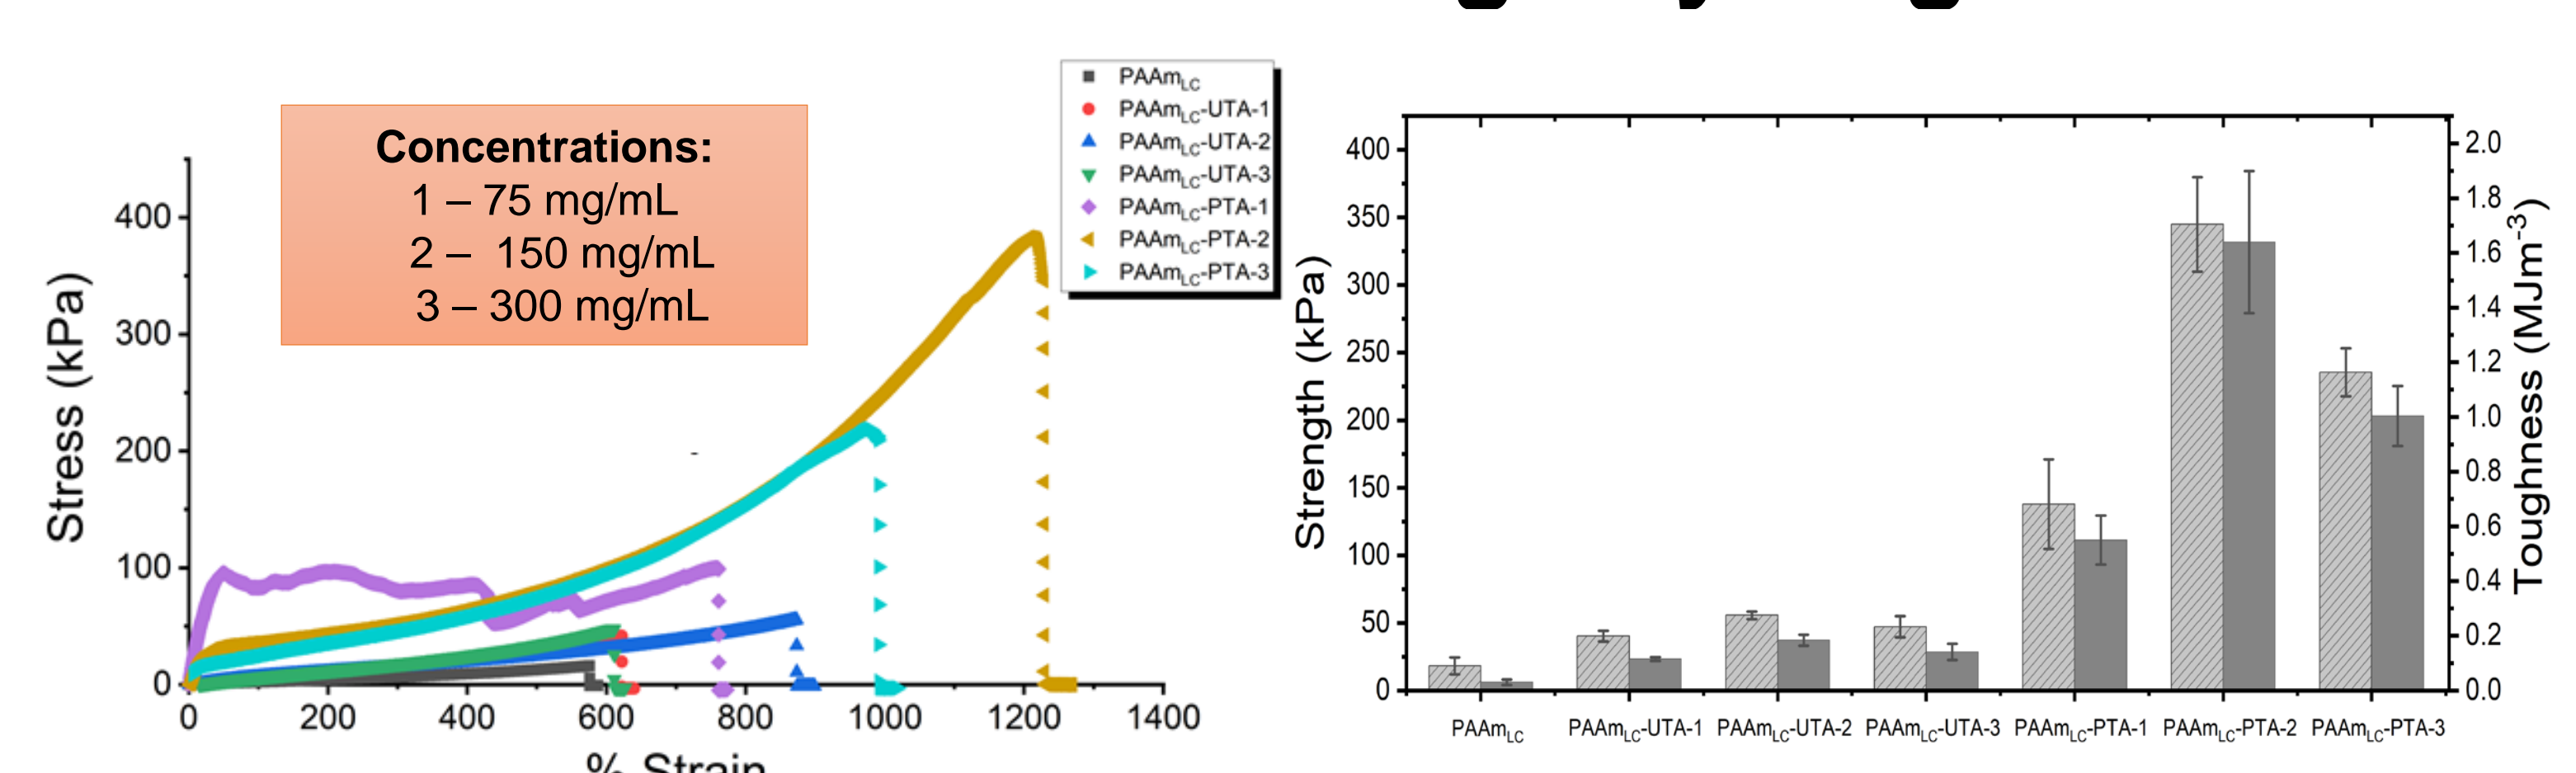 Concentrations:
1 – 75 mg/mL
2 – 150 mg/mL
3 – 300 mg/mL
PAAmLC
PAAmLC-UTA-1
PAAmLC-UTA-2
PAAmLC-UTA-3
PAAmLC-PTA-1
PAAmLC-PTA-2
PAAmLC-PTA-3
Stress (kPa)
400
300
200
100
0
0 200 400 600 800 1000 1200 1400
% Strain
Strength (kPa)
400
350
300
250
200
150
100
50
0
Toughness (MJm-3)
2.0
1.8
1.6
1.4
1.2
1.0
0.8
0.6
0.4
0.2
0.0
PAAmLC PAAmLC-UTA-1 PAAmLC-UTA-2 PAAmLC-UTA-3 PAAmLC-PTA-1 PAAmLC-PTA-2 PAAmLC-PTA-3